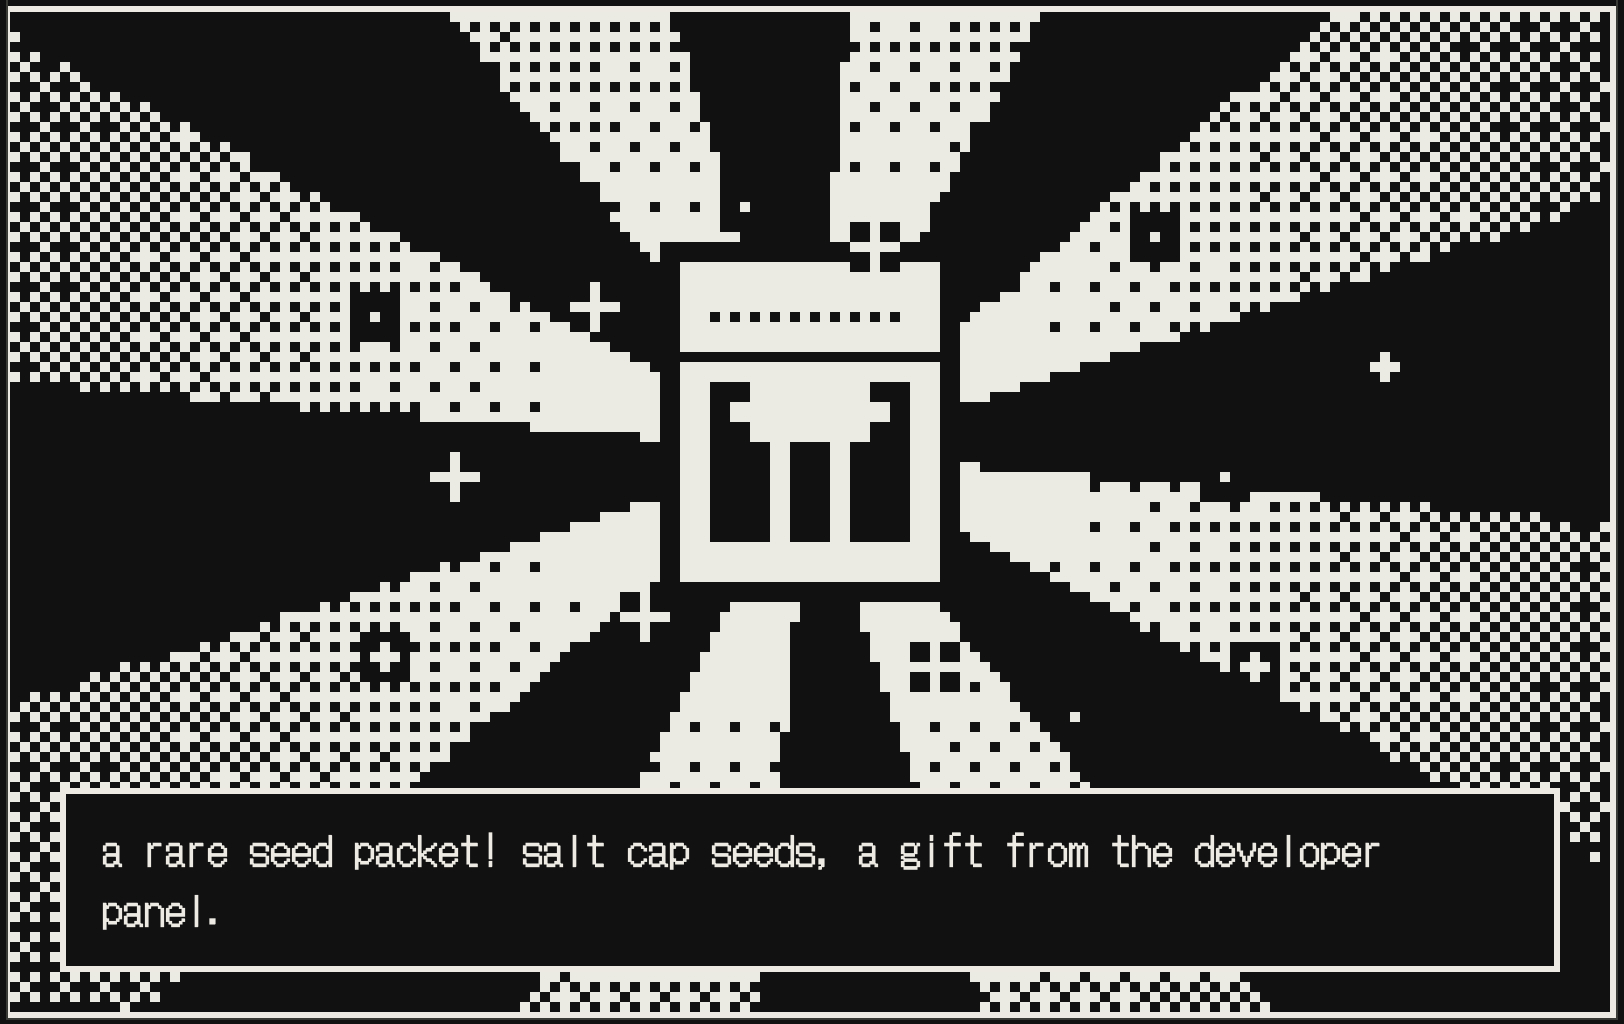 a rare seed packet! salt cap seeds, a gift from the developer
panel.